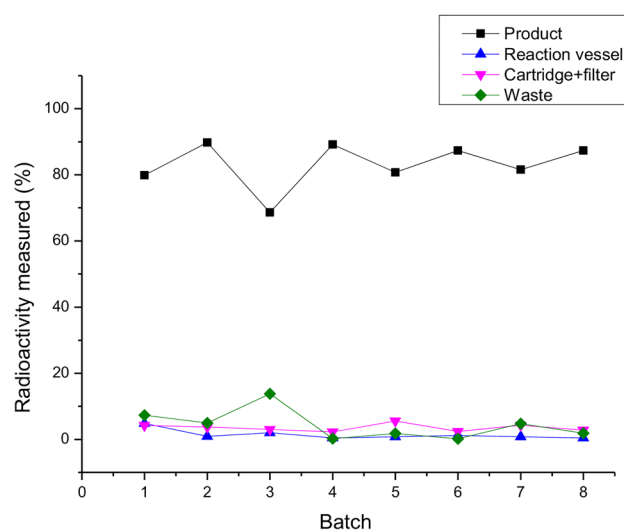 Product
Reaction vessel
Cartridge+filter
Waste
100
80
60
40
20
0
Radioactivity measured (%)
0 1 2 3 4 5 6 7 8
Batch